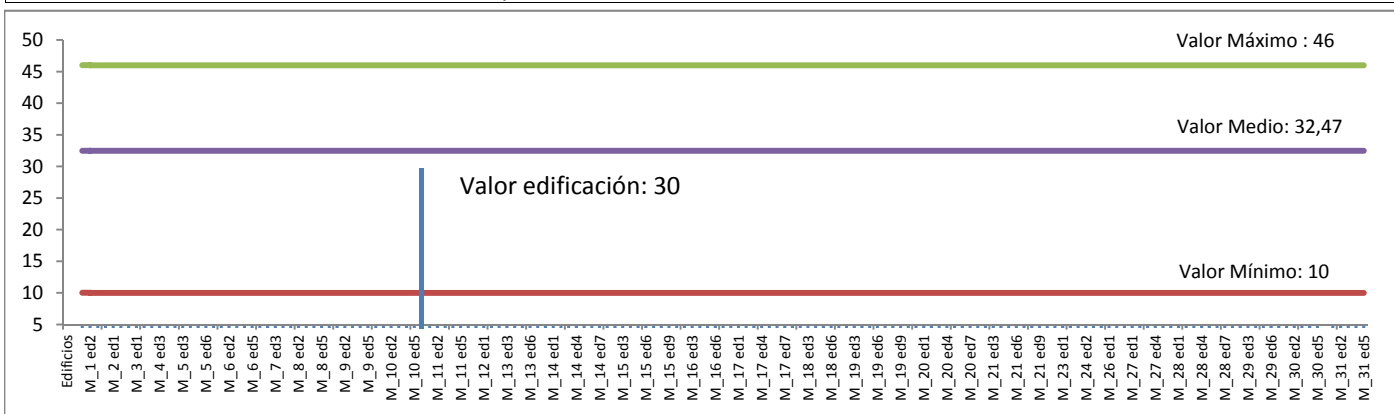 50
45
40
35
30
25
20
15
10
5
Valor Máximo : 46
Valor Medio: 32,47
Valor edificación: 30
Valor Mínimo: 10
Edificios
M_1 ed2
M_2 ed1
M_3 ed1
M_4 ed3
M_5 ed3
M_5 ed6
M_6 ed2
M_6 ed5
M_7 ed3
M_8 ed2
M_8 ed5
M_9 ed2
M_9 ed5
M_10 ed2
M_10 ed5
M_11 ed2
M_11 ed5
M_12 ed1
M_13 ed3
M_13 ed6
M_14 ed1
M_14 ed4
M_14 ed7
M_15 ed3
M_15 ed6
M_15 ed9
M_16 ed3
M_16 ed6
M_17 ed1
M_17 ed4
M_17 ed7
M_18 ed3
M_18 ed6
M_19 ed3
M_19 ed6
M_19 ed9
M_20 ed1
M_20 ed4
M_20 ed7
M_21 ed3
M_21 ed6
M_21 ed9
M_23 ed1
M_24 ed2
M_26 ed1
M_27 ed1
M_27 ed4
M_28 ed1
M_28 ed4
M_28 ed7
M_29 ed3
M_29 ed6
M_30 ed2
M_30 ed5
M_31 ed2
M_31 ed5